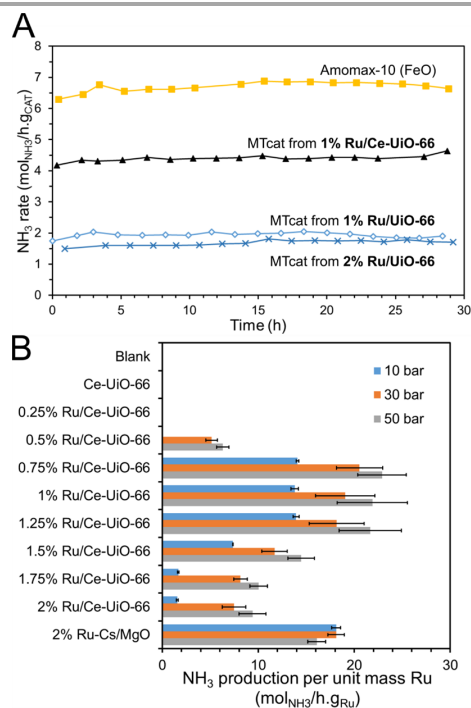 A
8
7
6
5
4
3
2
1
0
NH3 rate (molNH3/h.gCAT)
Amomax-10 (FeO)
MTcat from 1% Ru/Ce-UiO-66
MTcat from 1% Ru/UiO-66
MTcat from 2% Ru/UiO-66
0 5 10 15 20 25 30
Time (h)
B
Blank
Ce-UiO-66
0.25% Ru/Ce-UiO-66
0.5% Ru/Ce-UiO-66
0.75% Ru/Ce-UiO-66
1% Ru/Ce-UiO-66
1.25% Ru/Ce-UiO-66
1.5% Ru/Ce-UiO-66
1.75% Ru/Ce-UiO-66
2% Ru/Ce-UiO-66
2% Ru-Cs/MgO
10 bar
30 bar
50 bar
0 10 20 30
NH3 production per unit mass Ru
(molNH3/h.gRu)